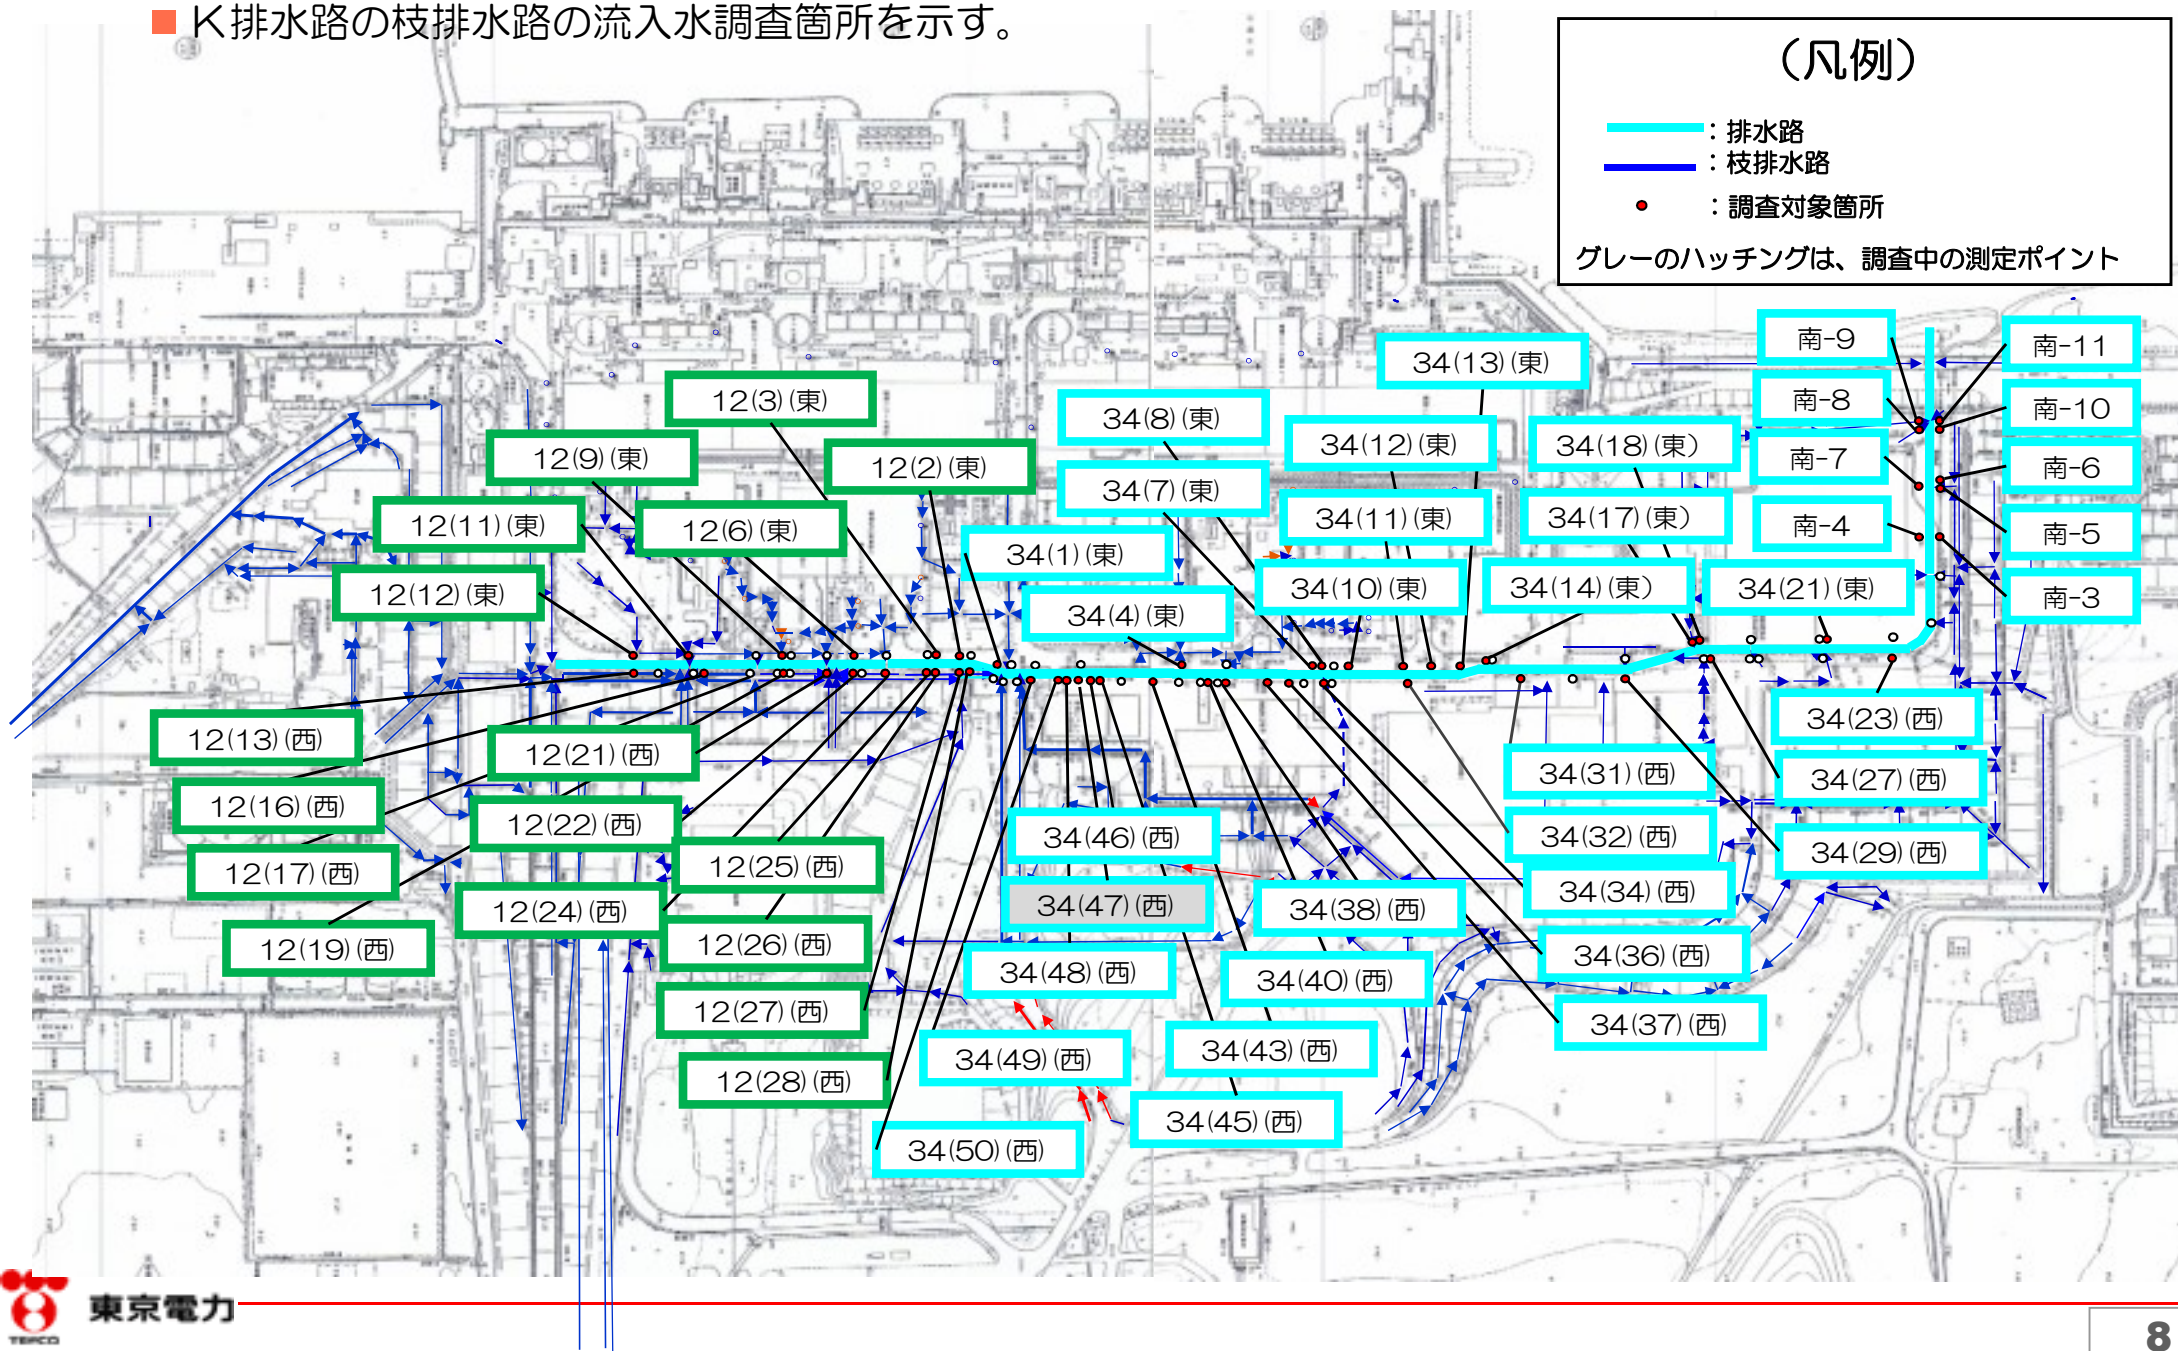 K排水路の枝排水路の流入水調査箇所を示す。
（凡例）
：排水路
：枝排水路
：調査対象箇所
グレーのハッチングは、調査中の測定ポイント
南-9
南-11
34(13)(東)
12(3)(東)
南-8
南-10
34(8)(東)
34(12)(東)
34(18)(東)
12(9)(東)
12(2)(東)
南-7
南-6
34(7)(東)
12(11)(東)
12(6)(東)
34(11)(東)
34(17)(東)
南-4
南-5
34(1)(東)
12(12)(東)
34(4)(東)
34(10)(東)
34(14)(東)
34(21)(東)
南-3
12(13)(西)
12(21)(西)
34(23)(西)
34(31)(西)
34(27)(西)
12(16)(西)
12(22)(西)
34(46)(西)
34(32)(西)
34(29)(西)
12(17)(西)
12(25)(西)
34(34)(西)
12(24)(西)
34(47)(西)
34(38)(西)
12(19)(西)
12(26)(西)
34(36)(西)
34(48)(西)
34(40)(西)
12(27)(西)
34(37)(西)
34(49)(西)
34(43)(西)
12(28)(西)
34(45)(西)
34(50)(西)
TEPCO
東京電力
8